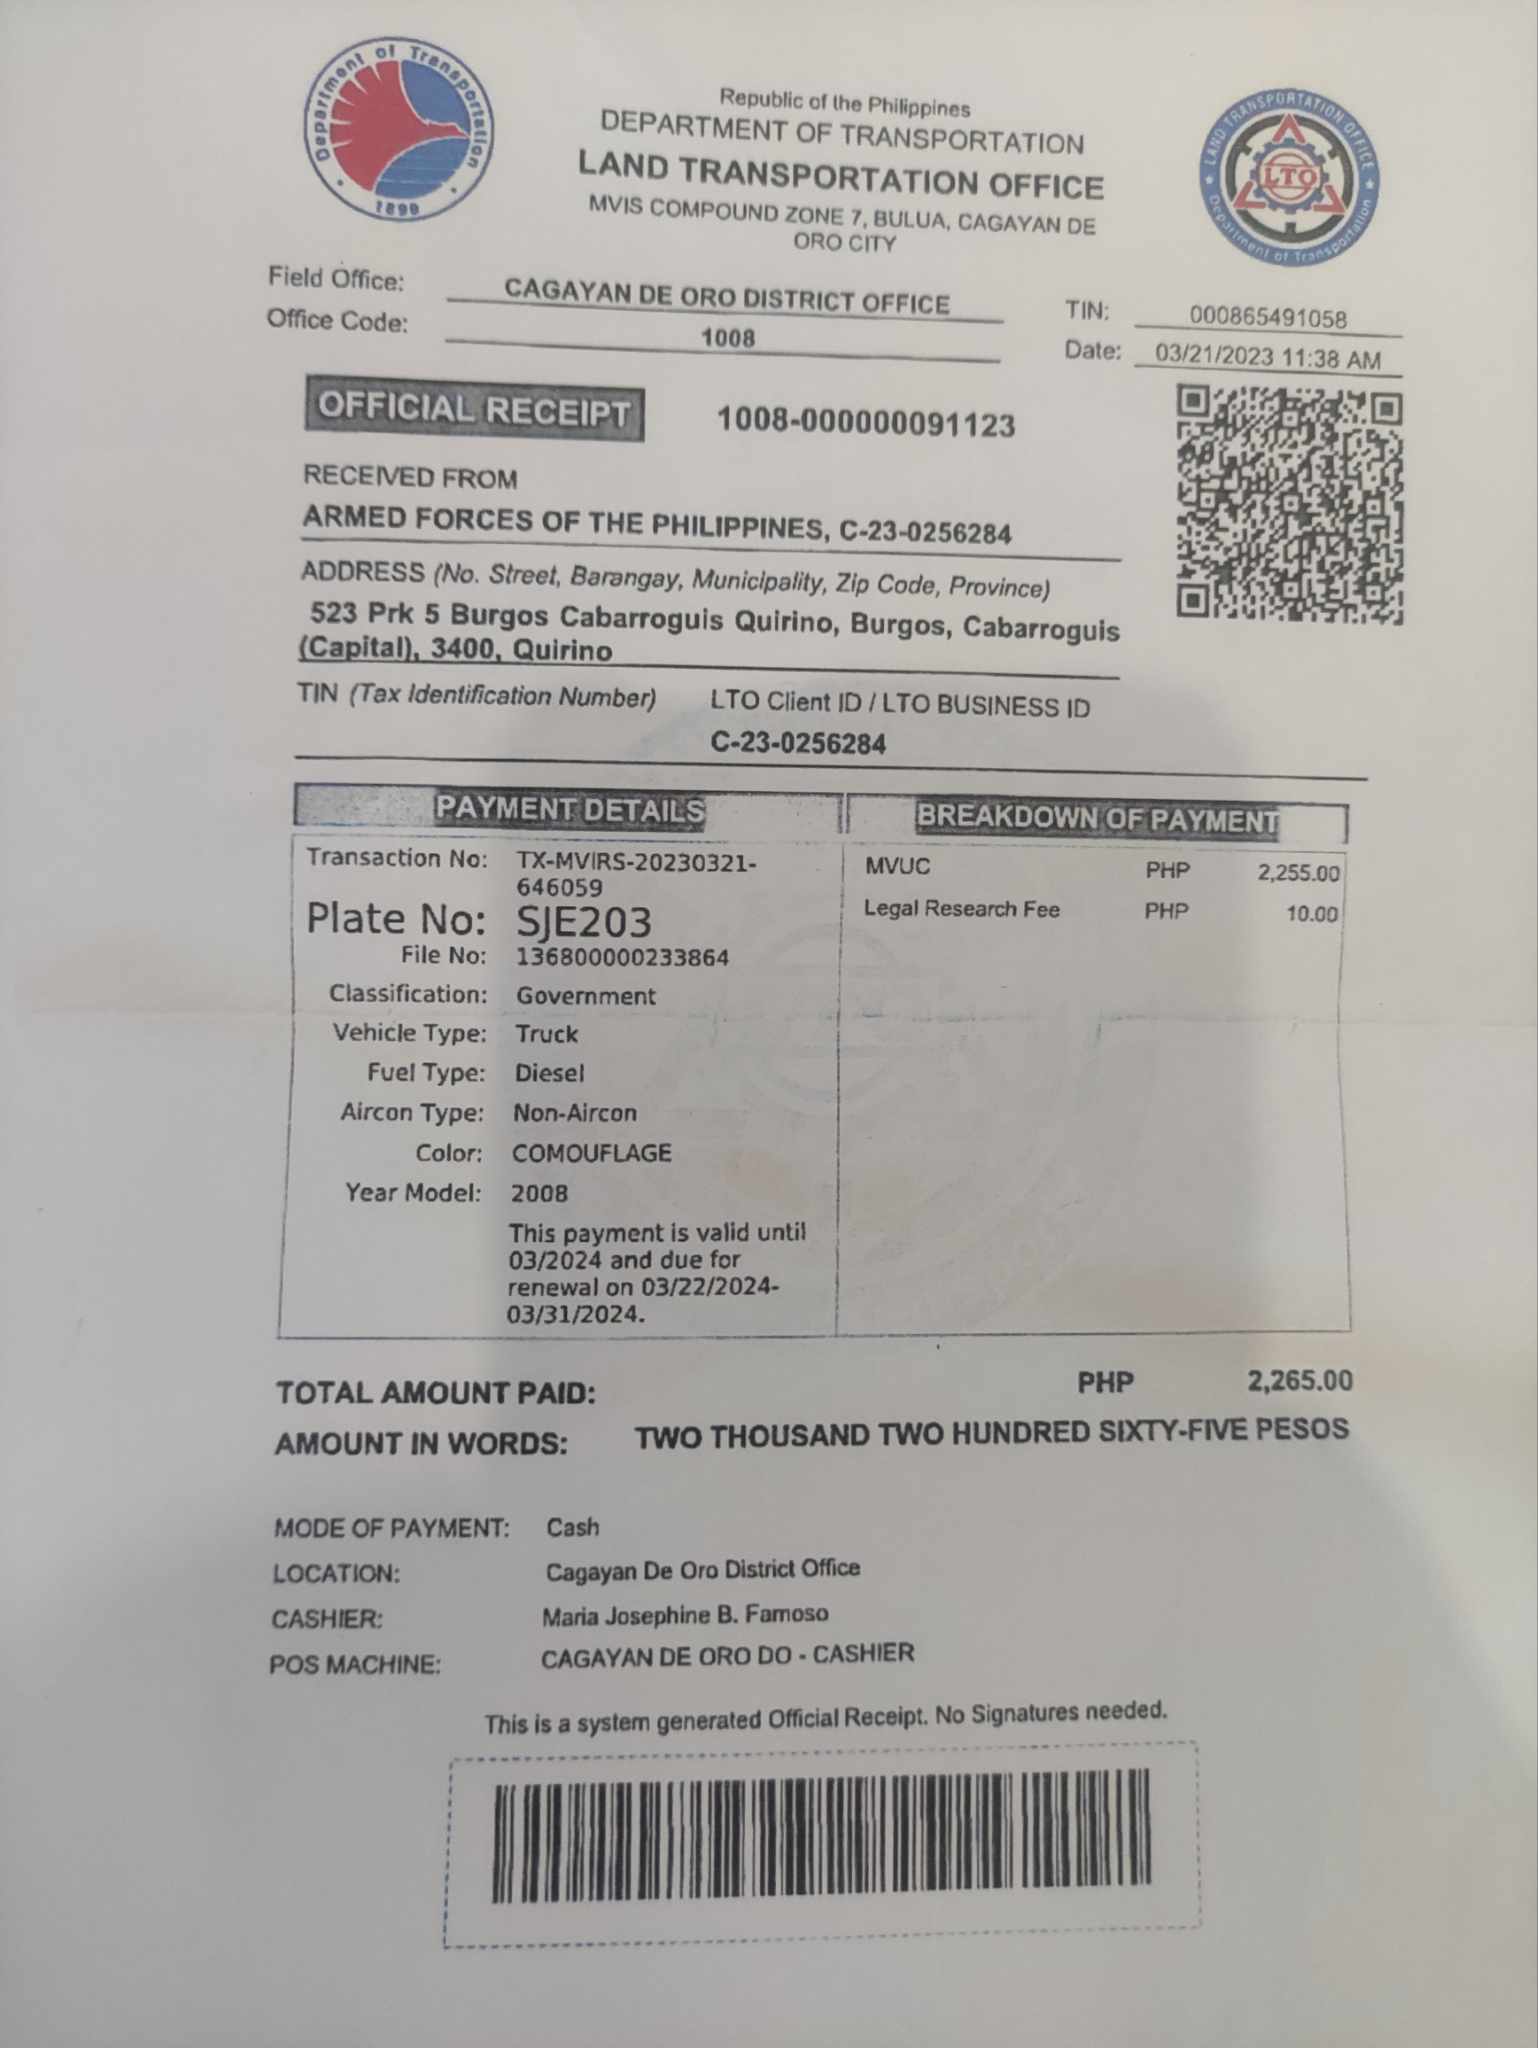 Department of Transportation
1899
LAND TRANSPORTATION OFFICE
LTO
Department of Transportation
Republic of the Philippines
DEPARTMENT OF TRANSPORTATION
LAND TRANSPORTATION OFFICE
MVIS COMPOUND ZONE 7, BULUA, CAGAYAN DE
ORO CITY
Field Office: CAGAYAN DE ORO DISTRICT OFFICE TIN: 000865491058
Office Code: 1008 Date: 03/21/2023 11:38 AM
OFFICIAL RECEIPT 1008-000000091123
RECEIVED FROM
ARMED FORCES OF THE PHILIPPINES, C-23-0256284
ADDRESS (No. Street, Barangay, Municipality, Zip Code, Province)
523 Prk 5 Burgos Cabarroguis Quirino, Burgos, Cabarroguis
(Capital), 3400, Quirino
TIN (Tax Identification Number) LTO Client ID / LTO BUSINESS ID
C-23-0256284
PAYMENT DETAILS BREAKDOWN OF PAYMENT
Transaction No: TX-MVIRS-20230321-
646059
MVUC PHP 2,255.00
Legal Research Fee PHP 10.00
Plate No: SJE203
File No: 136800000233864
Classification: Government
Vehicle Type: Truck
Fuel Type: Diesel
Aircon Type: Non-Aircon
Color: COMOUFLAGE
Year Model: 2008
This payment is valid until
03/2024 and due for
renewal on 03/22/2024-
03/31/2024.
TOTAL AMOUNT PAID: PHP 2,265.00
AMOUNT IN WORDS: TWO THOUSAND TWO HUNDRED SIXTY-FIVE PESOS
MODE OF PAYMENT: Cash
LOCATION: Cagayan De Oro District Office
CASHIER: Maria Josephine B. Famoso
POS MACHINE: CAGAYAN DE ORO DO - CASHIER
This is a system generated Official Receipt. No Signatures needed.